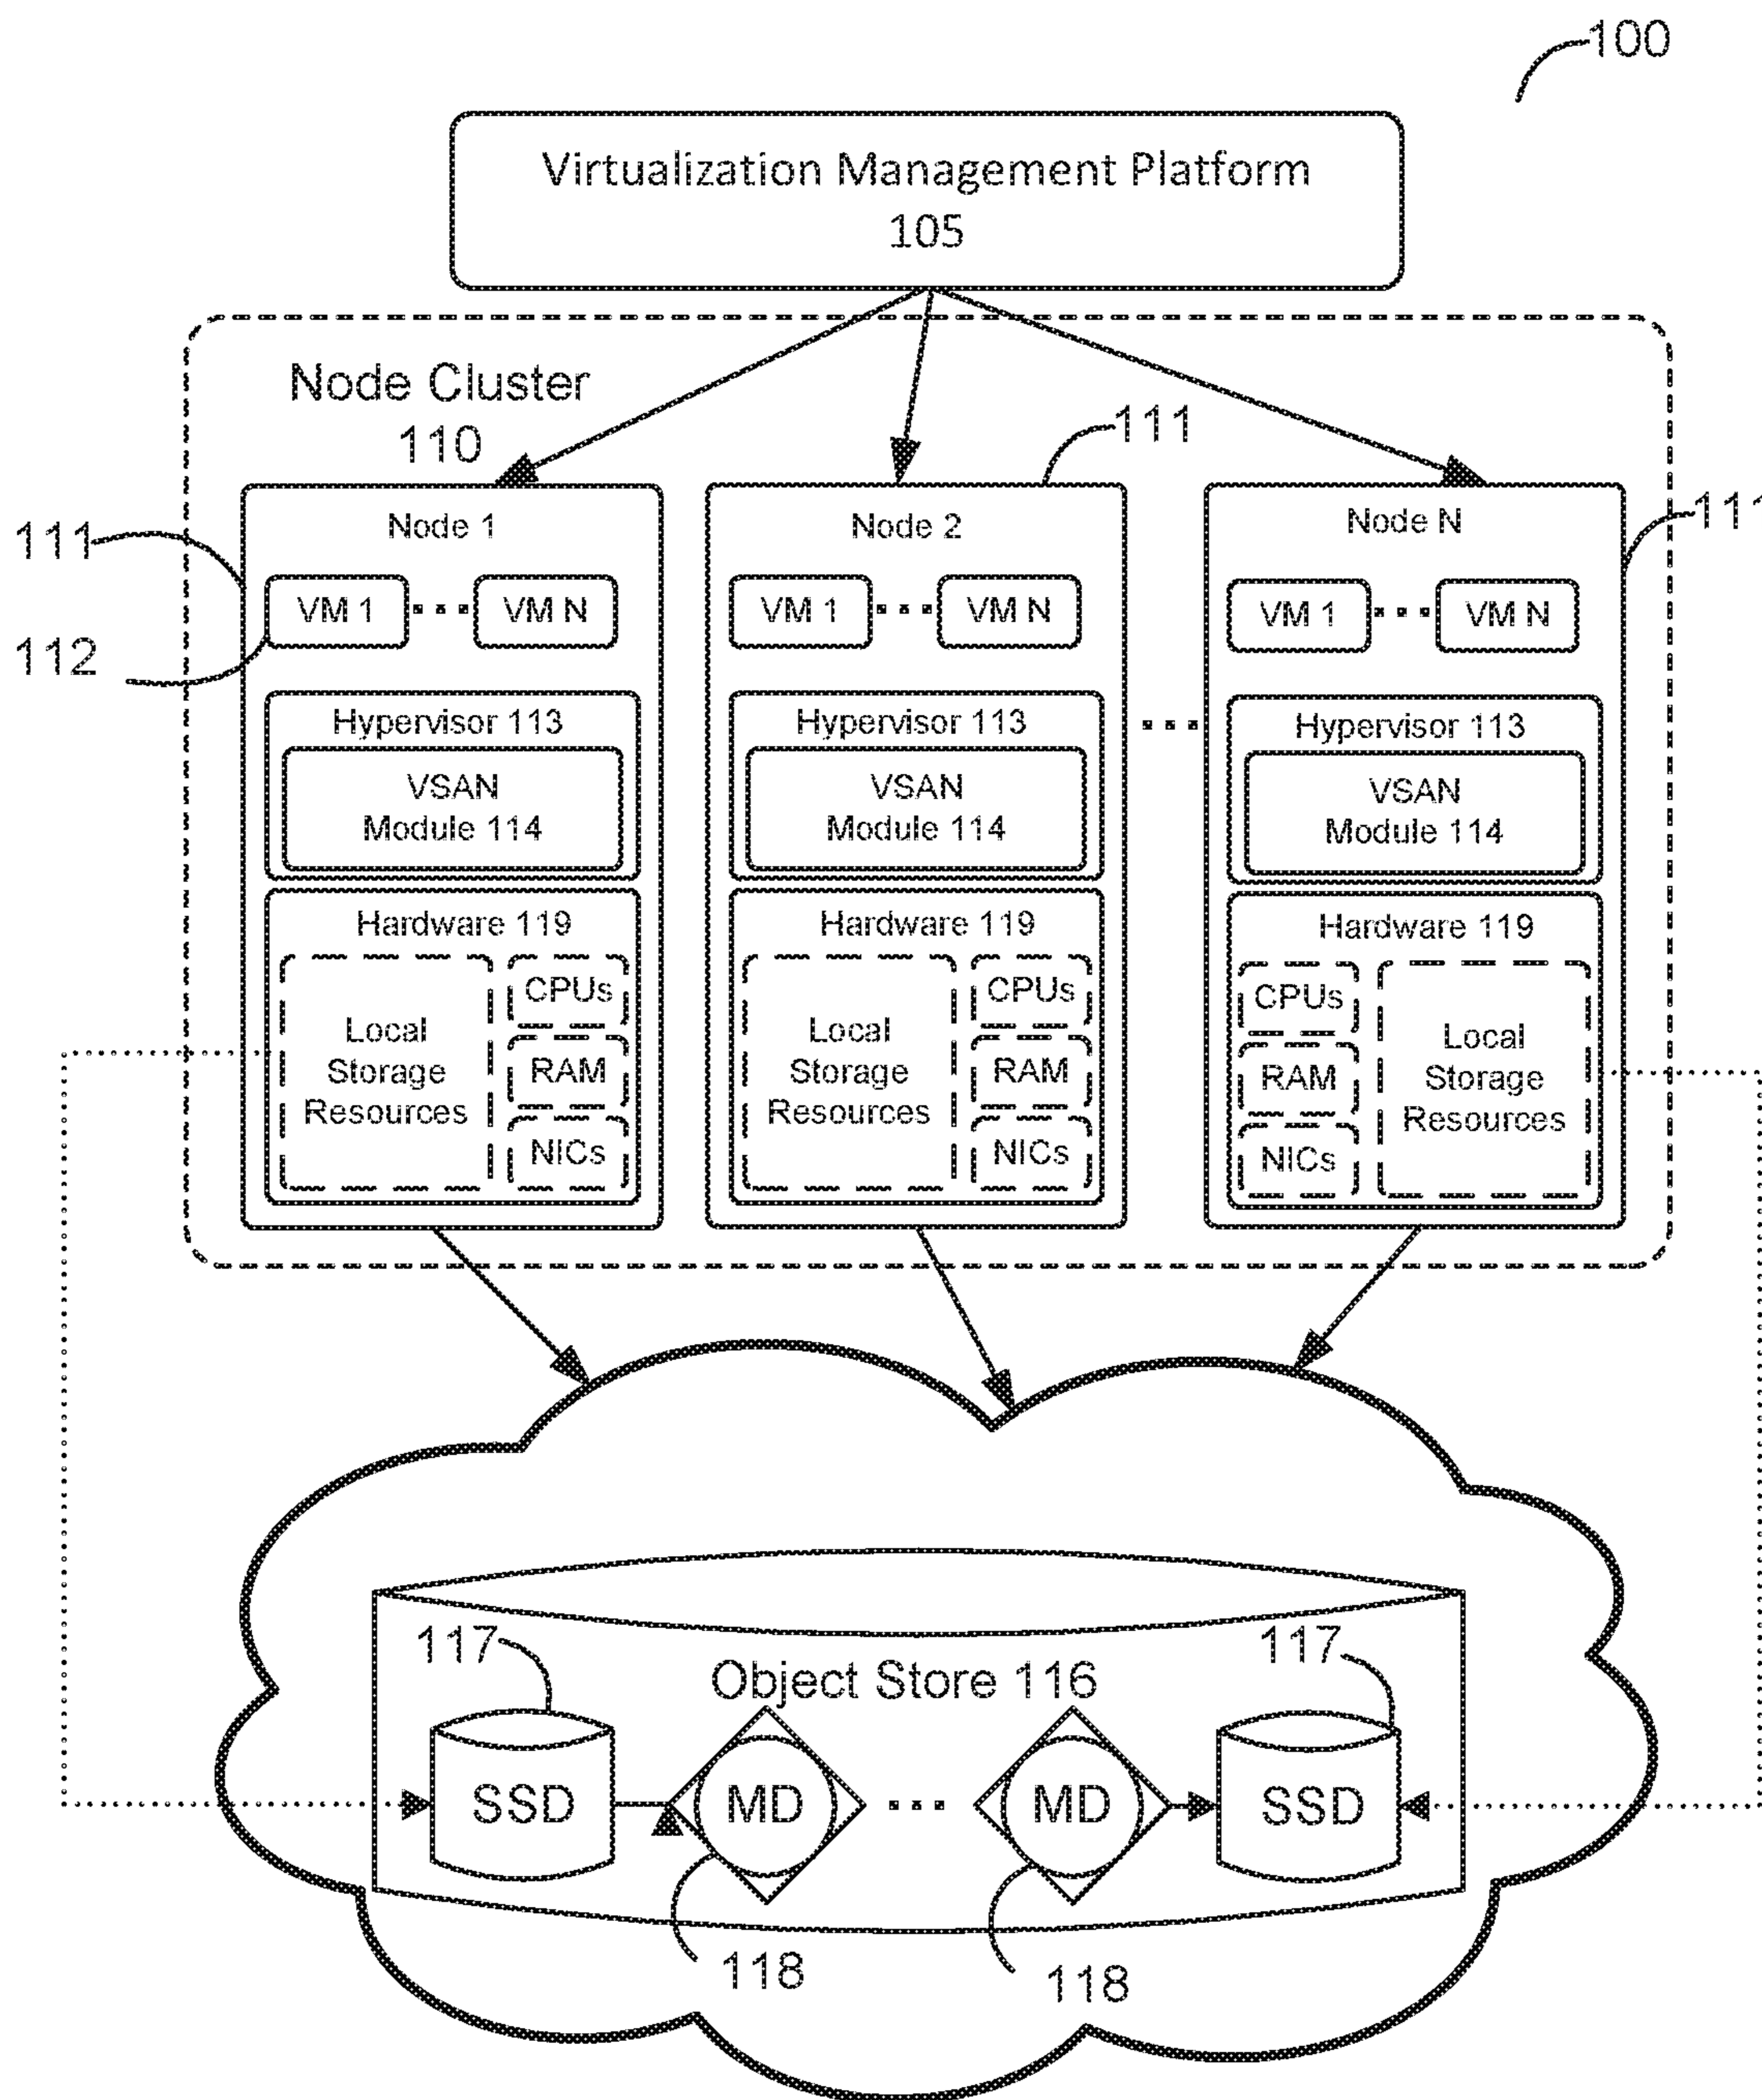 100
Virtualization Management Platform
105
Node Cluster
110
111
111
111
112
Node 1
VM 1 ... VM N
Hypervisor 113
VSAN
Module 114
Hardware 119
Local
Storage
Resources
CPUs
RAM
NICs
Node 2
VM 1 ... VM N
Hypervisor 113
VSAN
Module 114
Hardware 119
Local
Storage
Resources
CPUs
RAM
NICs
...
Node N
VM 1 ... VM N
Hypervisor 113
VSAN
Module 114
Hardware 119
CPUs
RAM
NICs
Local
Storage
Resources
117
Object Store 116
117
SSD
MD
...
MD
SSD
118
118